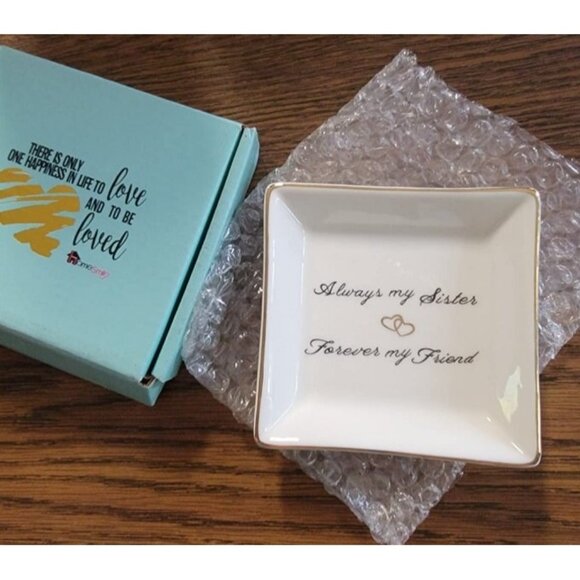 THERE IS ONLY
ONE HAPPINESS IN LIFE TO love
AND TO BE
loved
HOMESMILE
Always my Sister
Forever my Friend